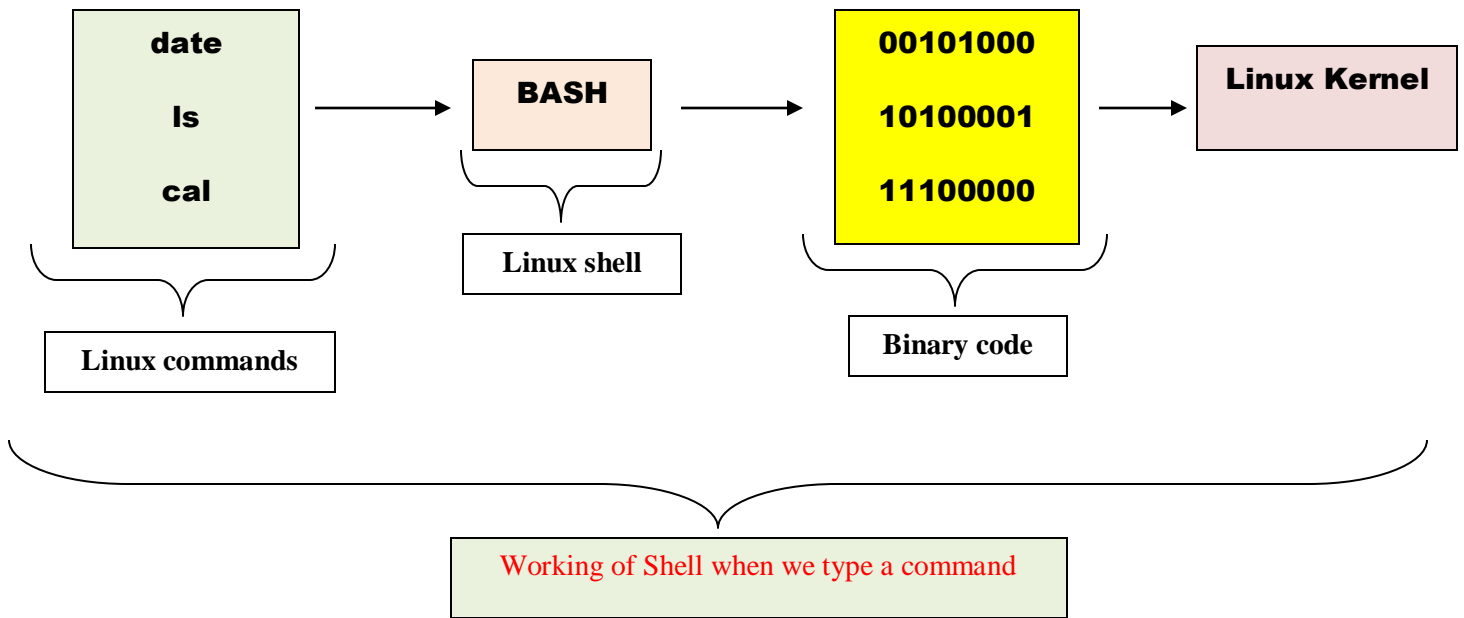 date
ls
cal
Linux commands
BASH
Linux shell
00101000
10100001
11100000
Binary code
Linux Kernel
Working of Shell when we type a command